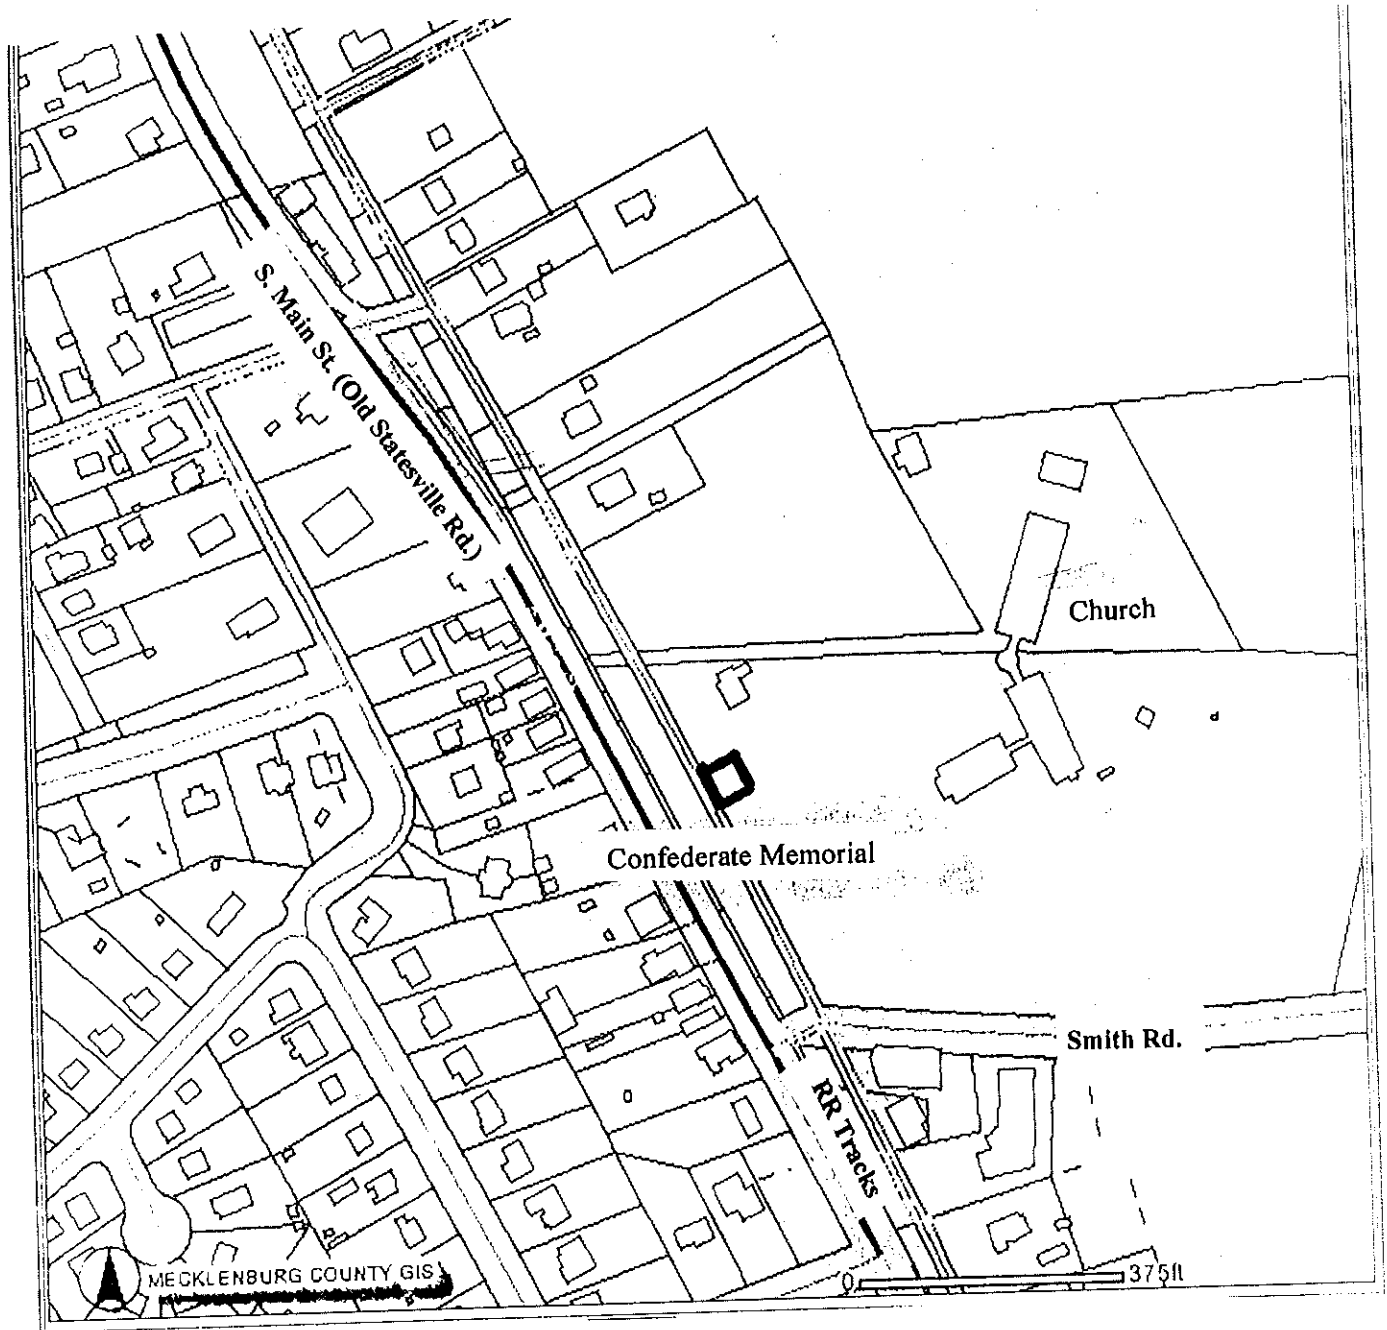 S. Main St. (Old Statesville Rd.)
Church
Confederate Memorial
Smith Rd.
RR Tracks
MECKLENBURG COUNTY GIS
0 375ft